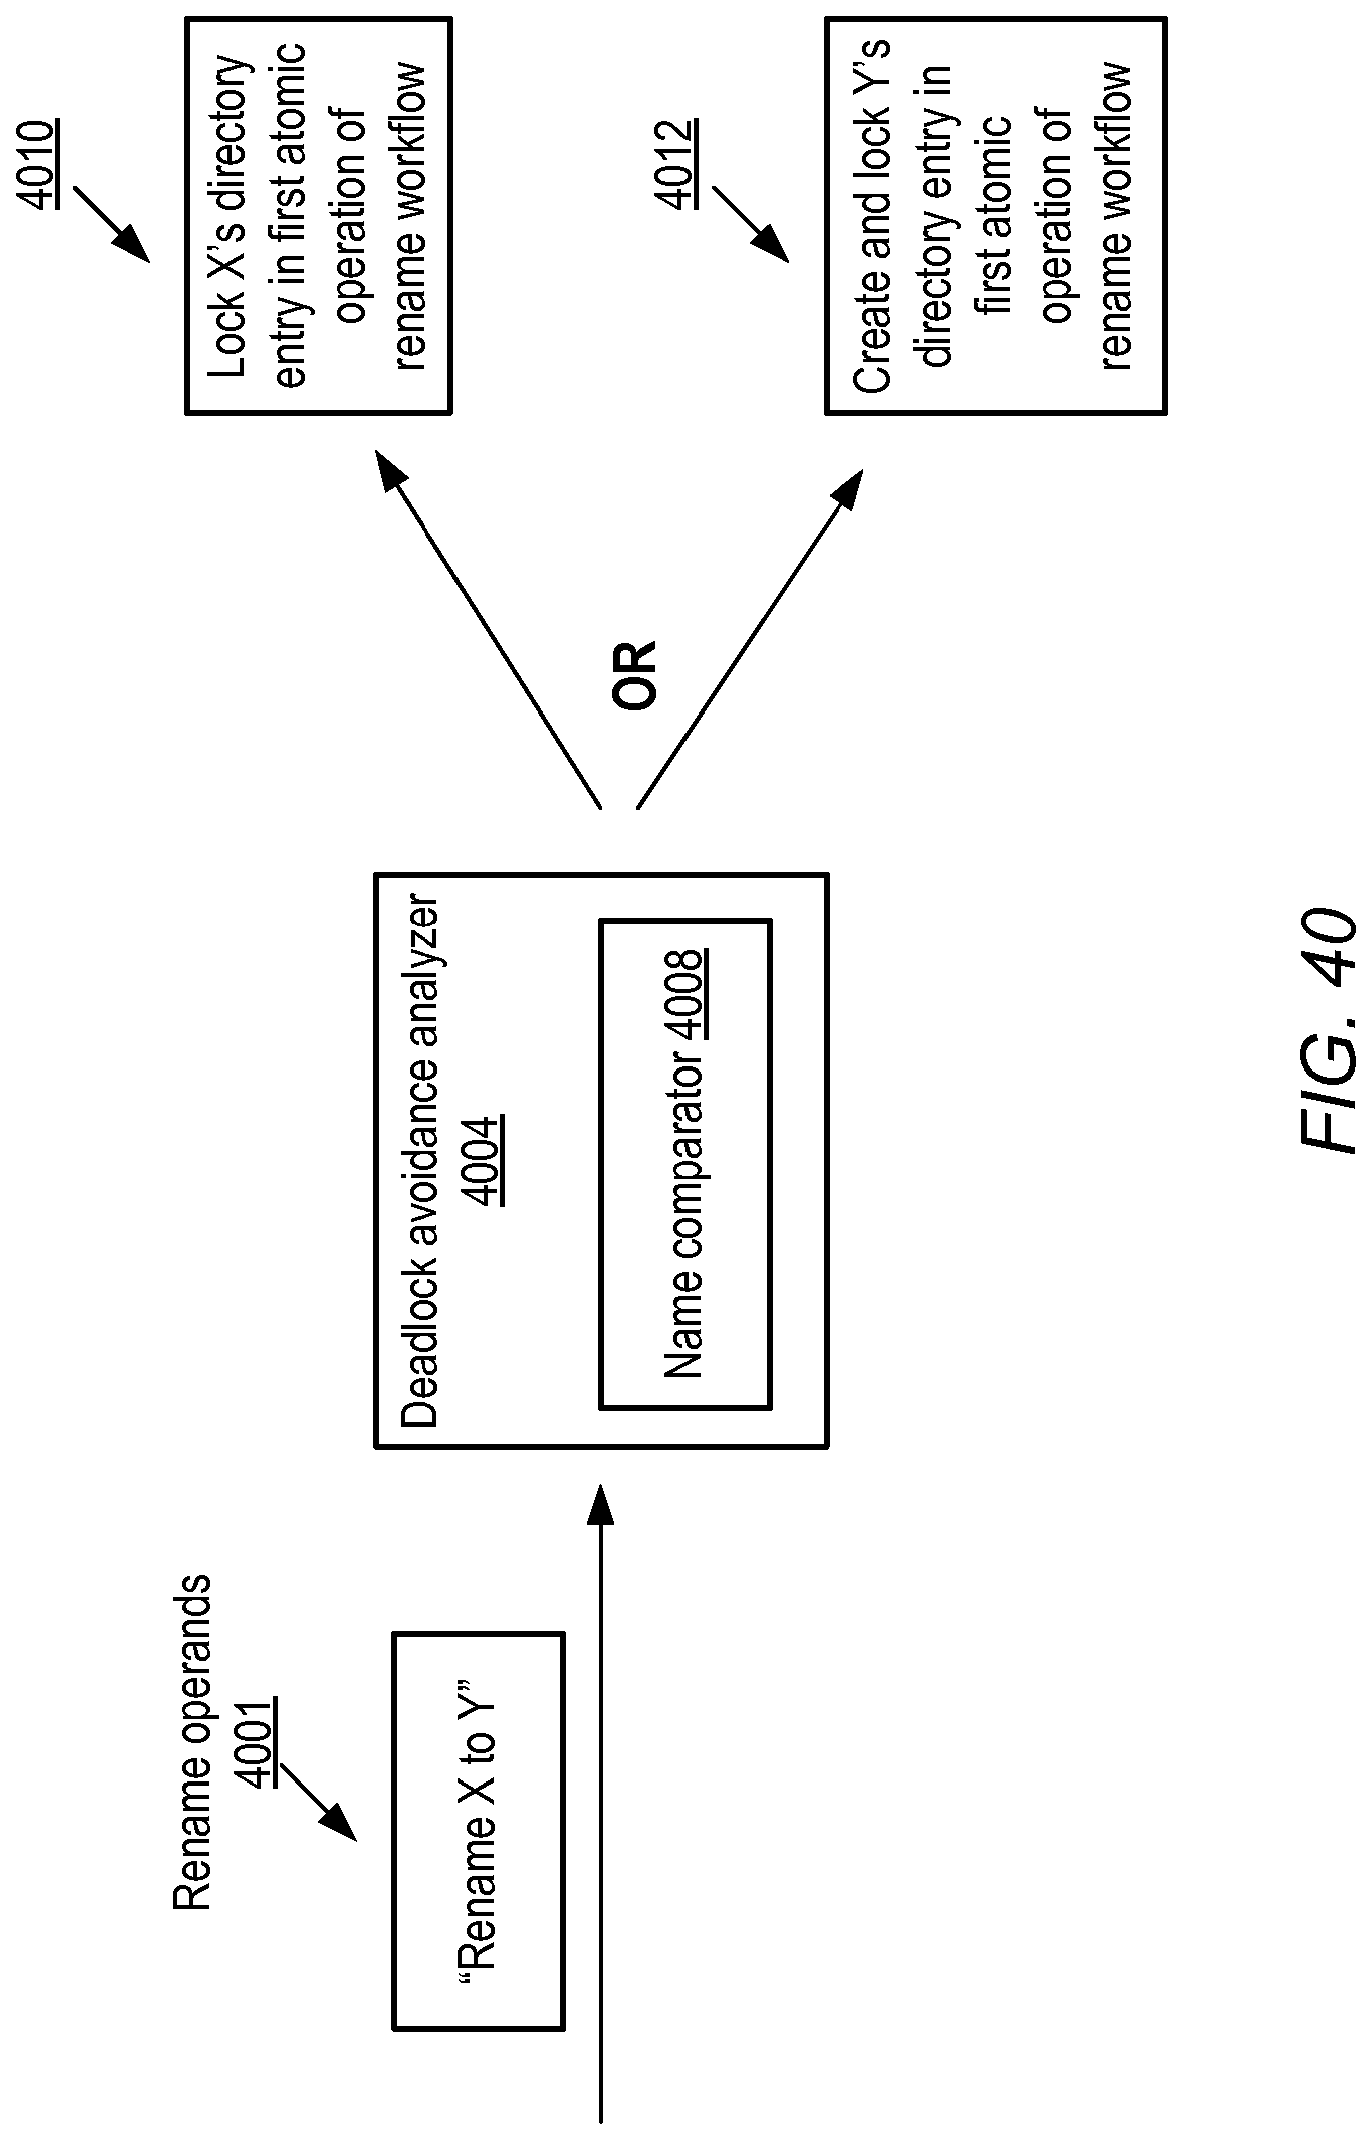 Rename operands
4001
“Rename X to Y”
Deadlock avoidance analyzer
4004
Name comparator 4008
OR
4010
Lock X’s directory
entry in first atomic
operation of
rename workflow
4012
Create and lock Y’s
directory entry in
first atomic
operation of
rename workflow
FIG. 40